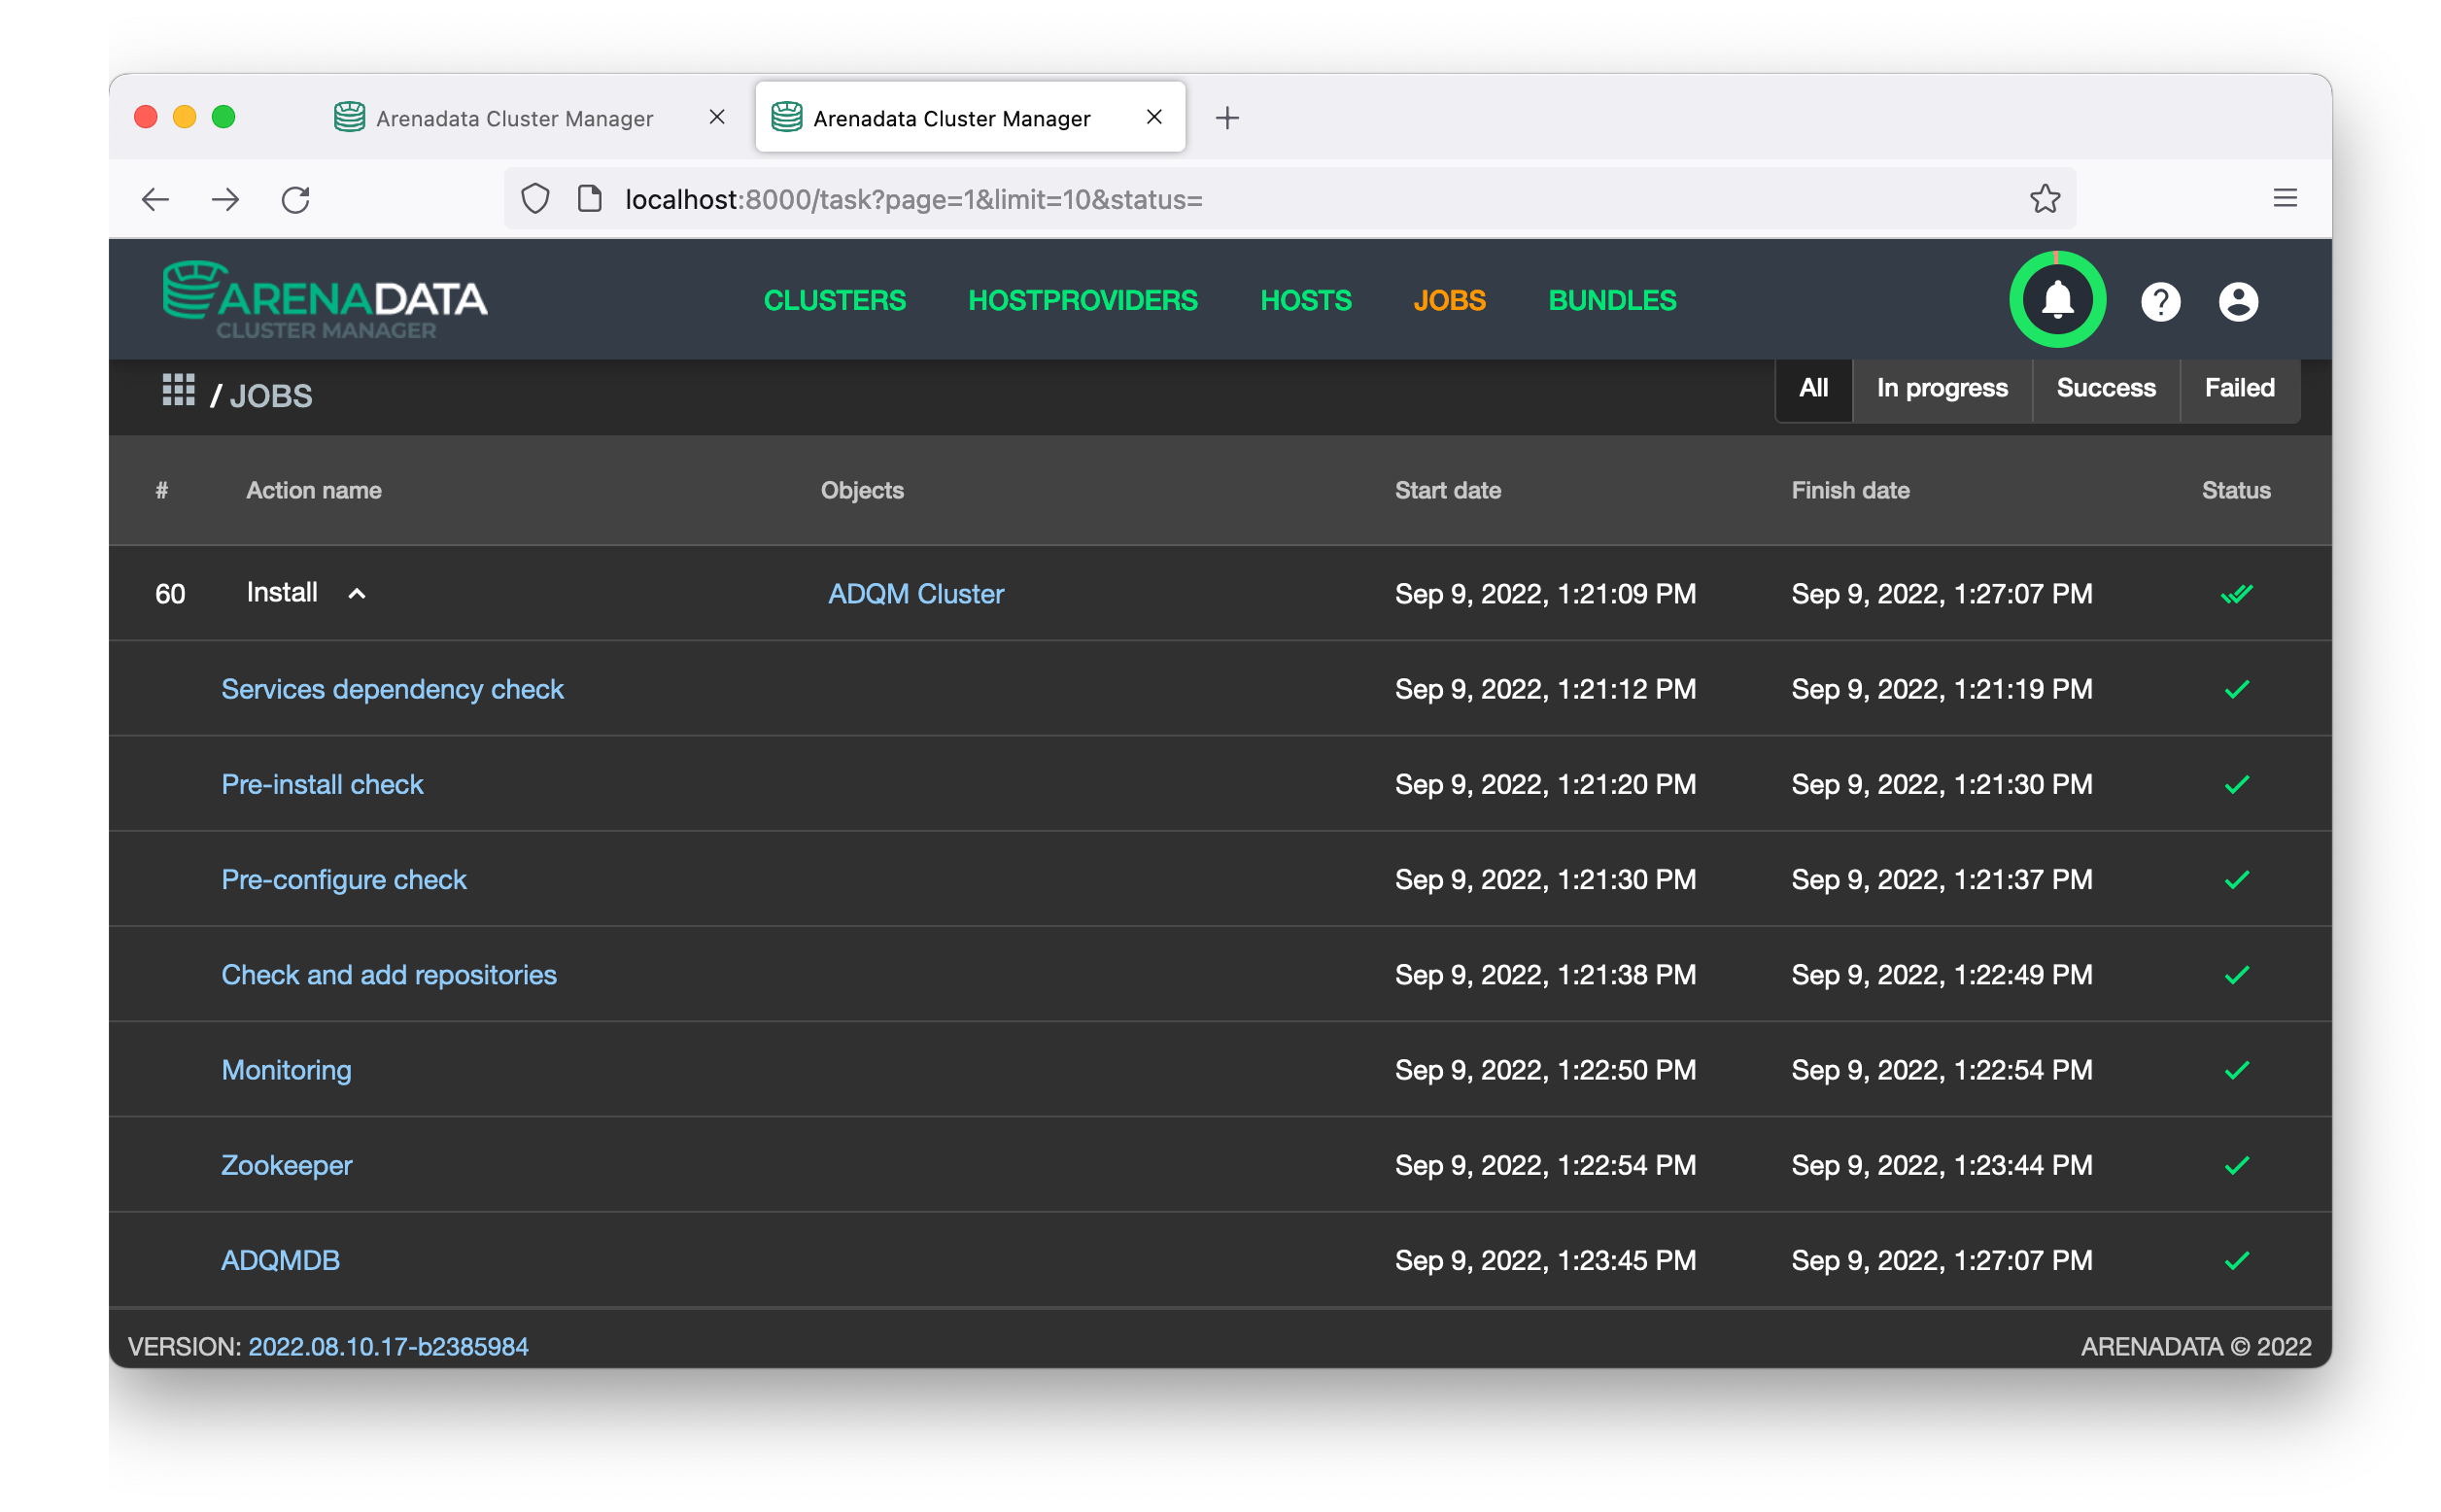 Arenadata Cluster Manager Arenadata Cluster Manager
localhost:8000/task?page=1&limit=10&status=
ARENADATA
CLUSTER MANAGER
CLUSTERS HOSTPROVIDERS HOSTS JOBS BUNDLES
/ JOBS All In progress Success Failed
# Action name Objects Start date Finish date Status
60 Install ADQM Cluster Sep 9, 2022, 1:21:09 PM Sep 9, 2022, 1:27:07 PM
Services dependency check Sep 9, 2022, 1:21:12 PM Sep 9, 2022, 1:21:19 PM
Pre-install check Sep 9, 2022, 1:21:20 PM Sep 9, 2022, 1:21:30 PM
Pre-configure check Sep 9, 2022, 1:21:30 PM Sep 9, 2022, 1:21:37 PM
Check and add repositories Sep 9, 2022, 1:21:38 PM Sep 9, 2022, 1:22:49 PM
Monitoring Sep 9, 2022, 1:22:50 PM Sep 9, 2022, 1:22:54 PM
Zookeeper Sep 9, 2022, 1:22:54 PM Sep 9, 2022, 1:23:44 PM
ADQMDB Sep 9, 2022, 1:23:45 PM Sep 9, 2022, 1:27:07 PM
VERSION: 2022.08.10.17-b2385984 ARENADATA © 2022